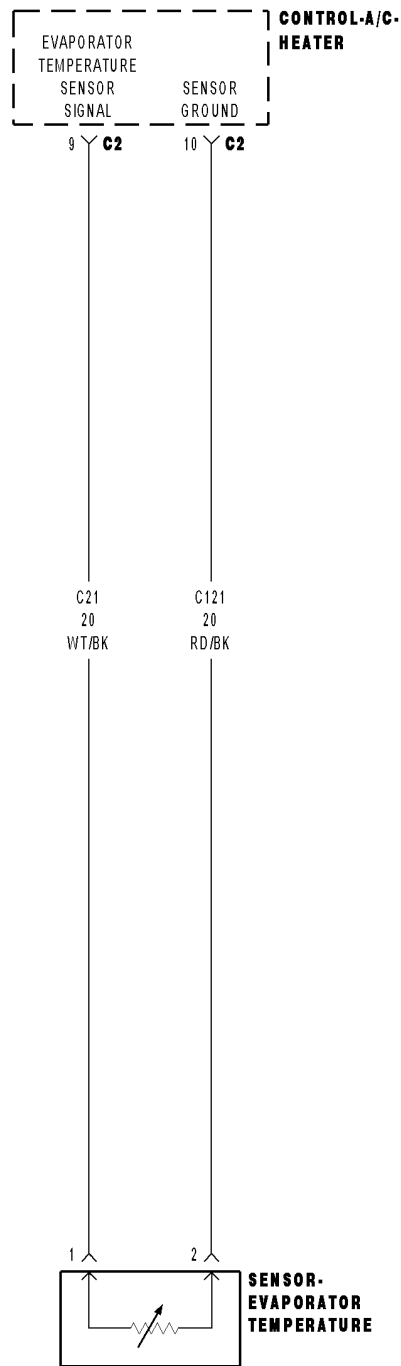 CONTROL-A/C-
HEATER
EVAPORATOR
TEMPERATURE
SENSOR
SIGNAL
SENSOR
GROUND
9 C2
10 C2
C21
20
WT/BK
C121
20
RD/BK
1
2
SENSOR-
EVAPORATOR
TEMPERATURE